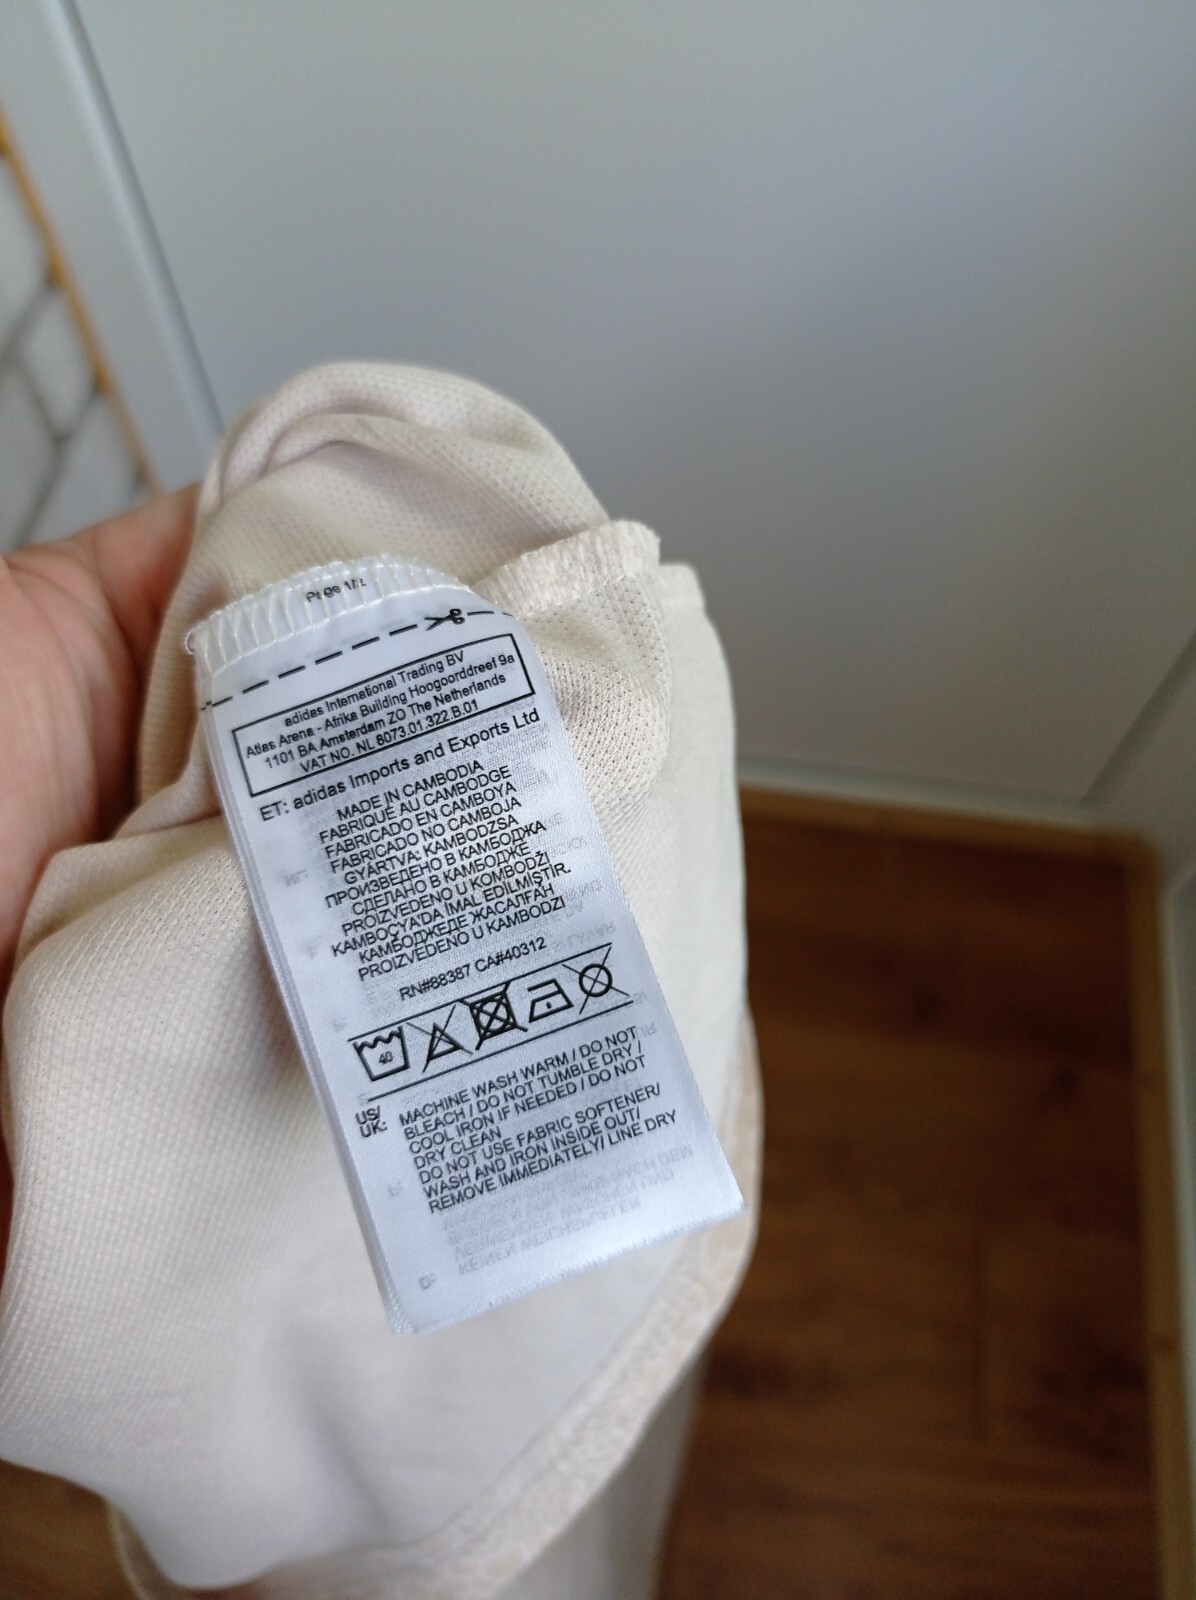 Page 1/
adidas International Trading BV
Atlas Arena - Afrika Building Hoogoorddreef 9a
1101 BA Amsterdam ZO The Netherlands
VAT NO. NL 8073.01.322.B.01
ET: adidas Imports and Exports Ltd
MADE IN CAMBODIA
FABRIQUÉ AU CAMBODGE
FABRICADO EN CAMBOYA
FABRICADO NO CAMBOJA
GYÁRTVA: KAMBODZSA
ПРОИЗВЕДЕНО В КАМБОДЖА
СДЕЛАНО В КАМБОДЖЕ
PROIZVEDENO U KOMBODŽI
KAMBOÇYA'DA İMAL EDİLMİŞTİR.
КАМБОДЖЕДЕ ЖАСАЛҒАН
PROIZVEDENO U KAMBODZI
RN#88387 CA#40312
40
US/
UK:
MACHINE WASH WARM / DO NOT
BLEACH / DO NOT TUMBLE DRY /
COOL IRON IF NEEDED / DO NOT
DRY CLEAN
DO NOT USE FABRIC SOFTENER/
WASH AND IRON INSIDE OUT/
REMOVE IMMEDIATELY/ LINE DRY